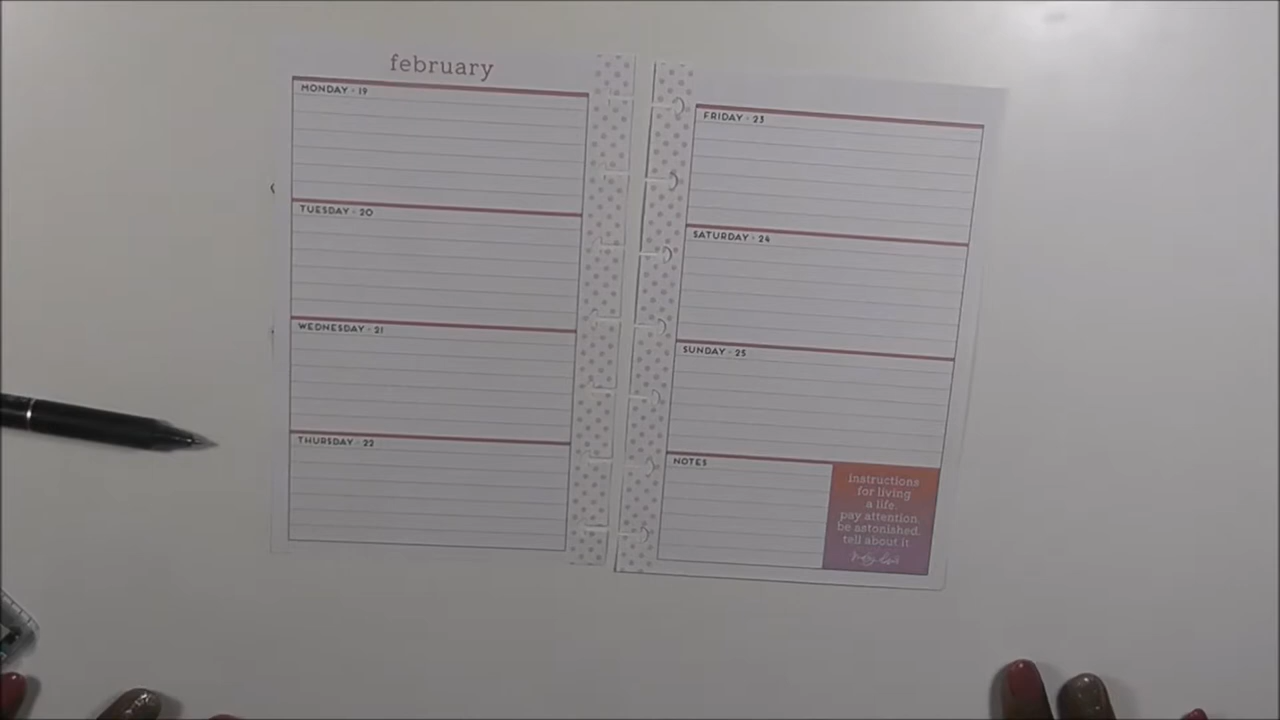 february
MONDAY · 19
TUESDAY · 20
WEDNESDAY · 21
THURSDAY · 22
FRIDAY · 23
SATURDAY · 24
SUNDAY · 25
NOTES
instructions
for living
a life.
pay attention.
be astonished.
tell about it